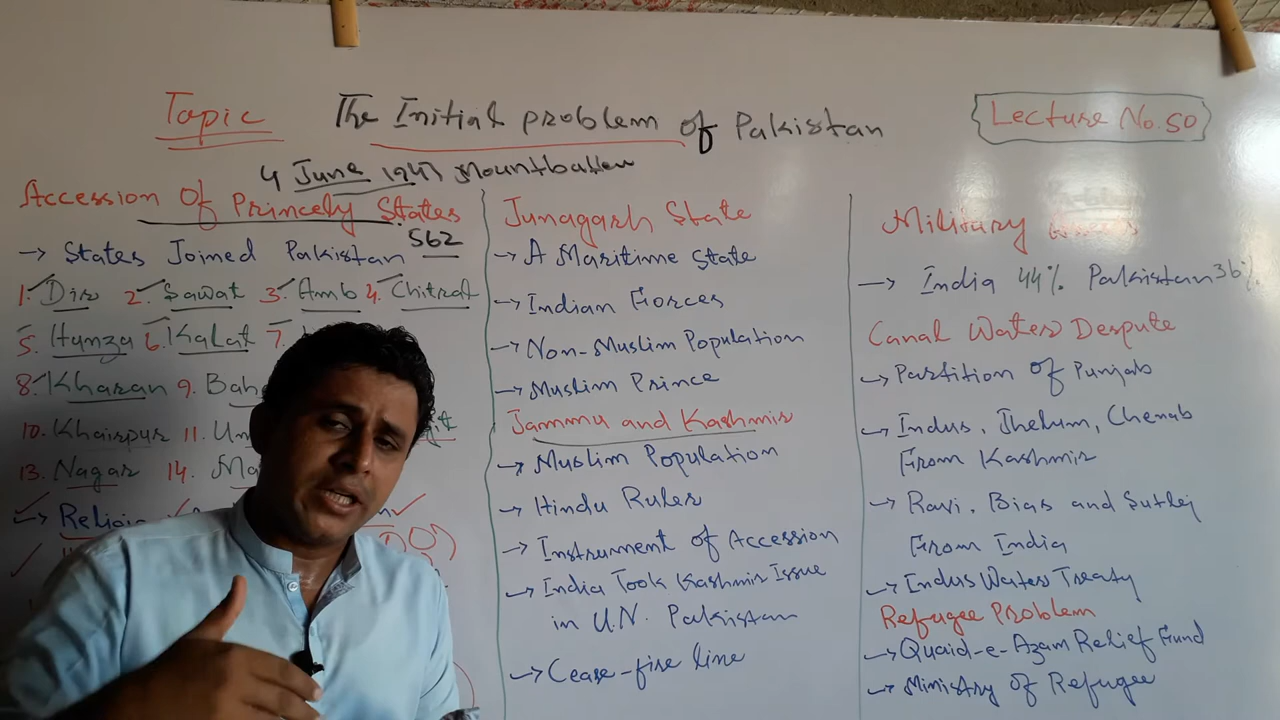 Topic The Initial problem of Pakistan
Lecture No. 50
4 June 1947 Mountbatten
Accession Of Princely States
562
→ States Joined Pakistan
1. Dir 2. Sawat 3. Amb 4. Chitral
5. Hunza 6. Kalat 7.
8. Kharan 9.
10. Khairpur 11.
13. Nagar 14.
→
Junagarh State
→ A Maritime State
→ Indian Forces
→ Non-Muslim Population
→ Muslim Prince
Jammu and Kashmir
→ Muslim Population
→ Hindu Ruler
→ Instrument of Accession
→ India Took Kashmir Issue
in U.N. Pakistan
→ Cease-fire line
Military
→ India 44% Pakistan 36%
Canal Water Despute
→ Partition of Punjab
→ Indus, Jhelum, Chenab
From Kashmir
→ Ravi, Bias and Sutlej
From India
→ Indus Water Treaty
Refugee Problem
→ Quaid-e-Azam Relief Fund
→ Ministry of Refugee